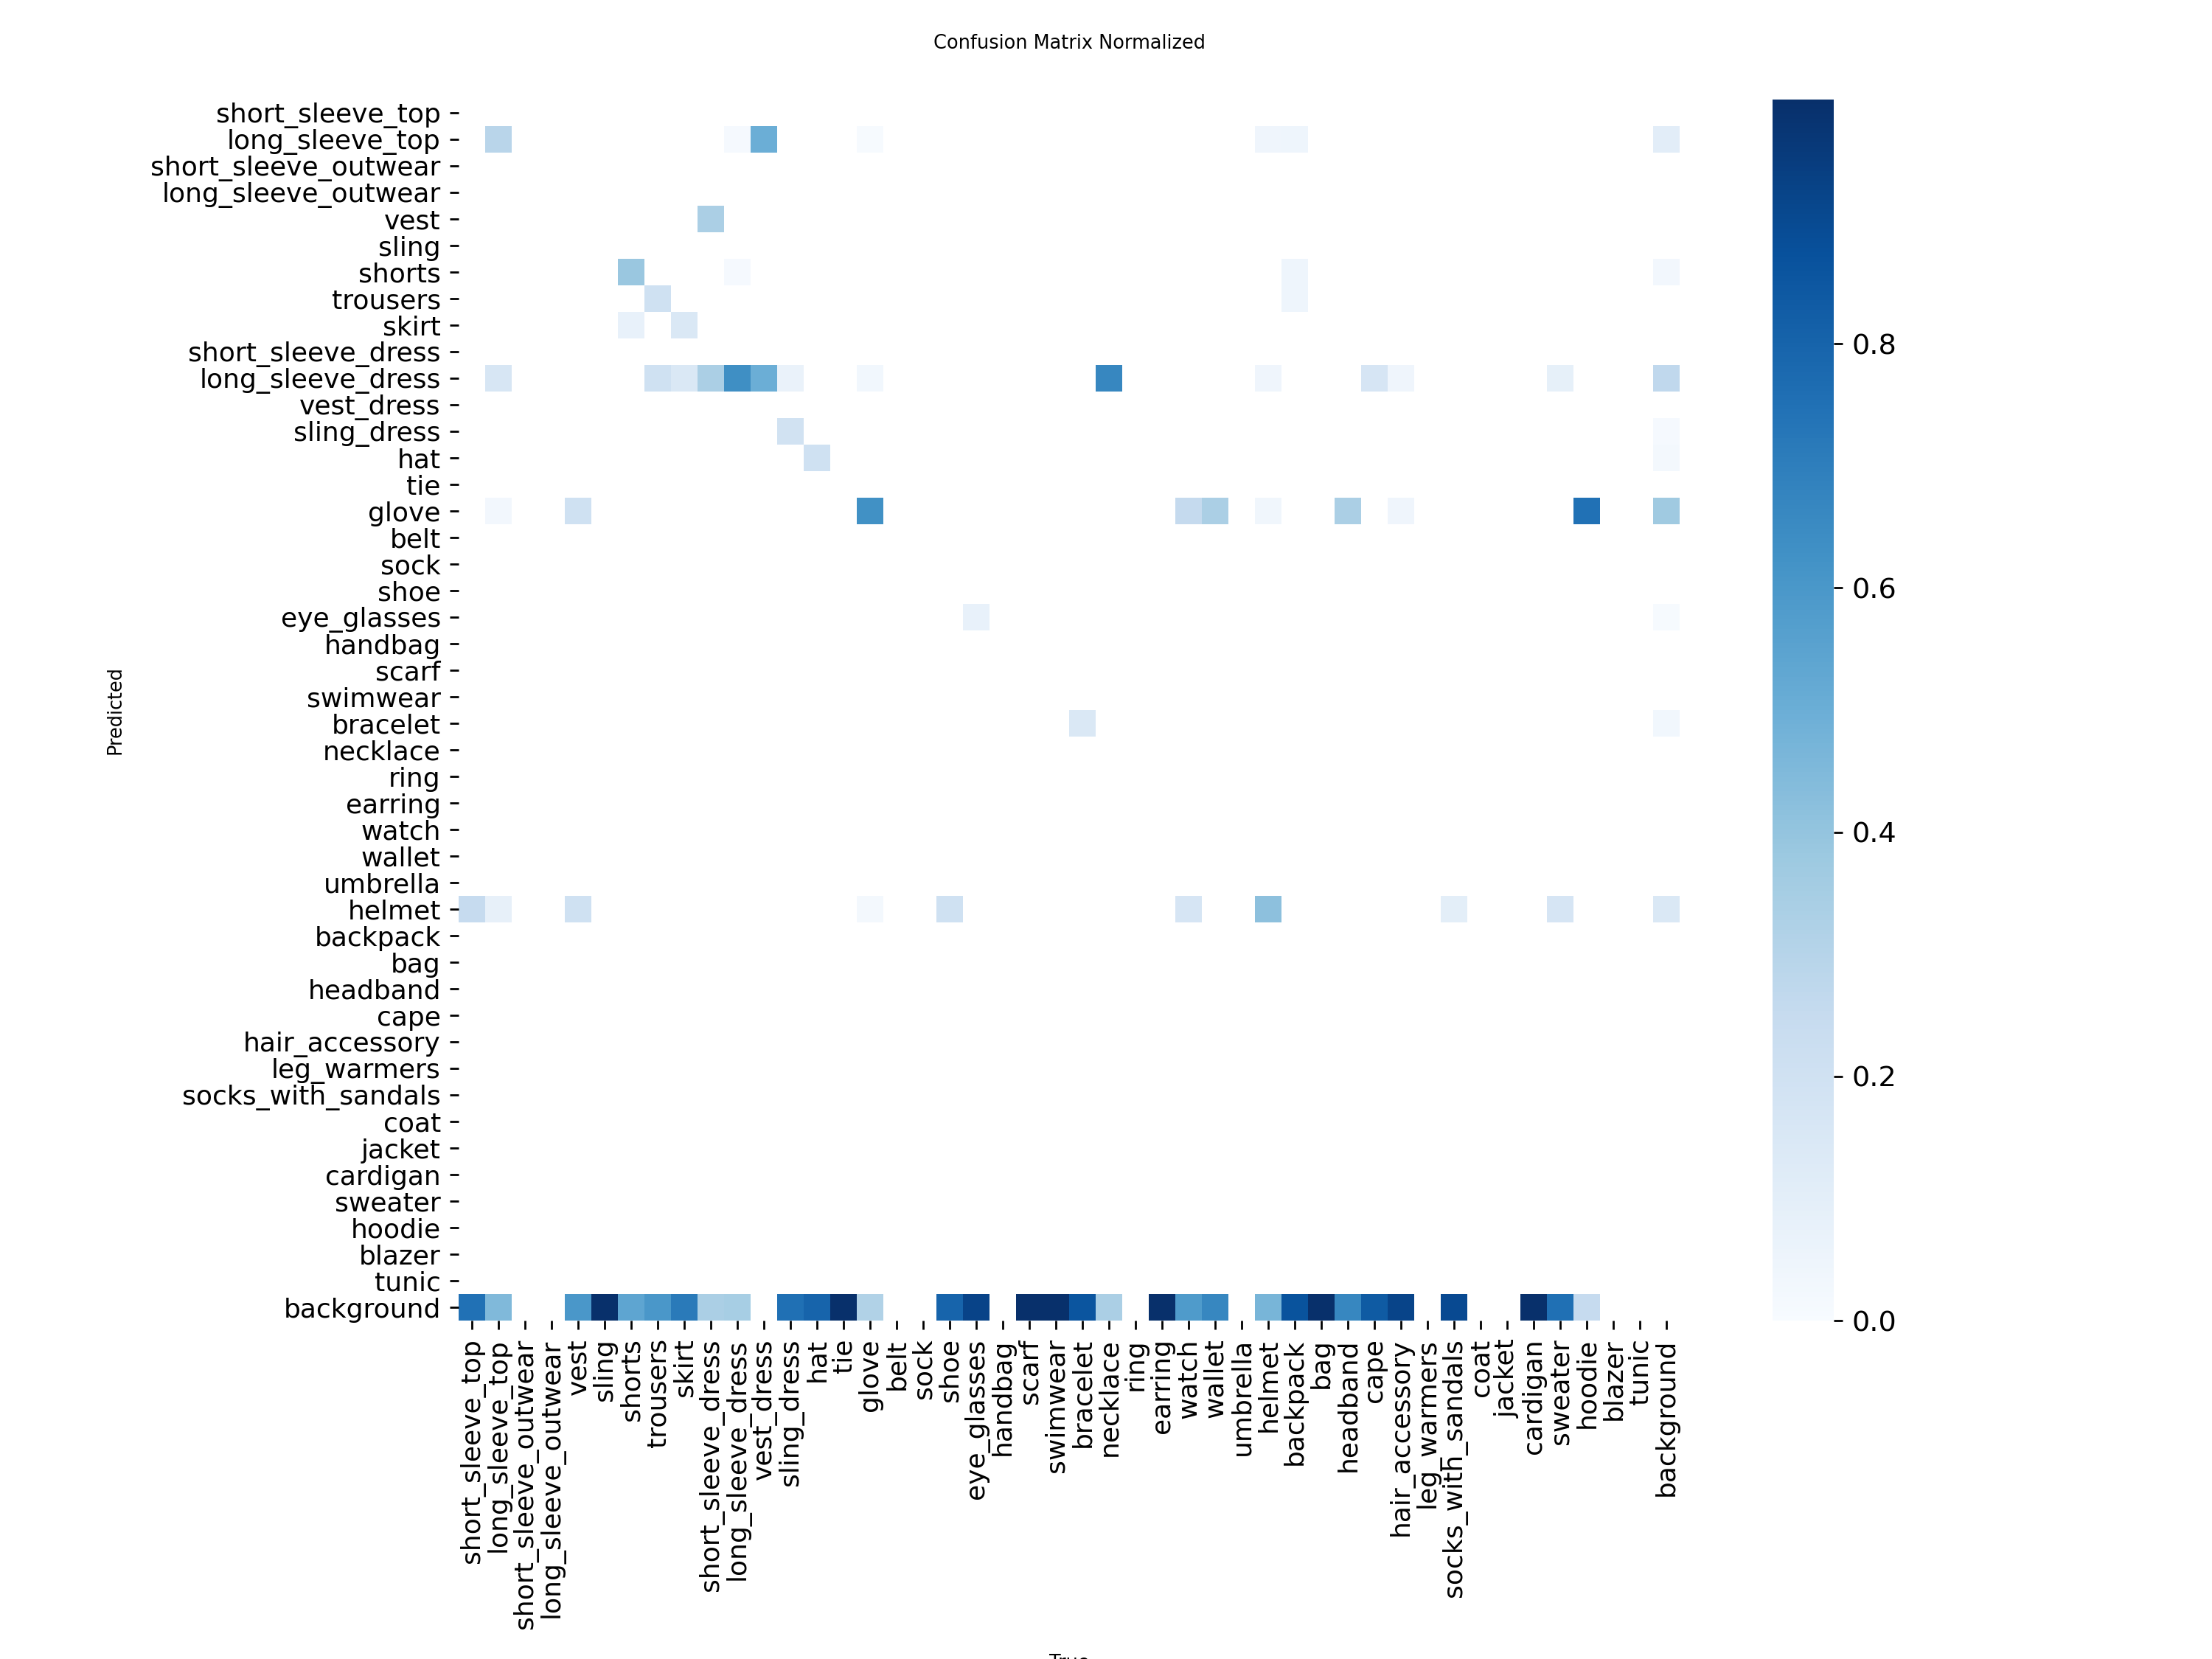 Confusion Matrix Normalized
short_sleeve_top
long_sleeve_top
short_sleeve_outwear
long_sleeve_outwear
vest
sling
shorts
trousers
skirt
short_sleeve_dress
long_sleeve_dress
vest_dress
sling_dress
hat
tie
glove
belt
sock
shoe
eye_glasses
handbag
scarf
swimwear
bracelet
necklace
ring
earring
watch
wallet
umbrella
helmet
backpack
bag
headband
cape
hair_accessory
leg_warmers
socks_with_sandals
coat
jacket
cardigan
sweater
hoodie
blazer
tunic
background
Predicted
short_sleeve_top
long_sleeve_top
short_sleeve_outwear
long_sleeve_outwear
vest
sling
shorts
trousers
skirt
short_sleeve_dress
long_sleeve_dress
vest_dress
sling_dress
hat
tie
glove
belt
sock
shoe
eye_glasses
handbag
scarf
swimwear
bracelet
necklace
ring
earring
watch
wallet
umbrella
helmet
backpack
bag
headband
cape
hair_accessory
leg_warmers
socks_with_sandals
coat
jacket
cardigan
sweater
hoodie
blazer
tunic
background
True
0.8
0.6
0.4
0.2
0.0